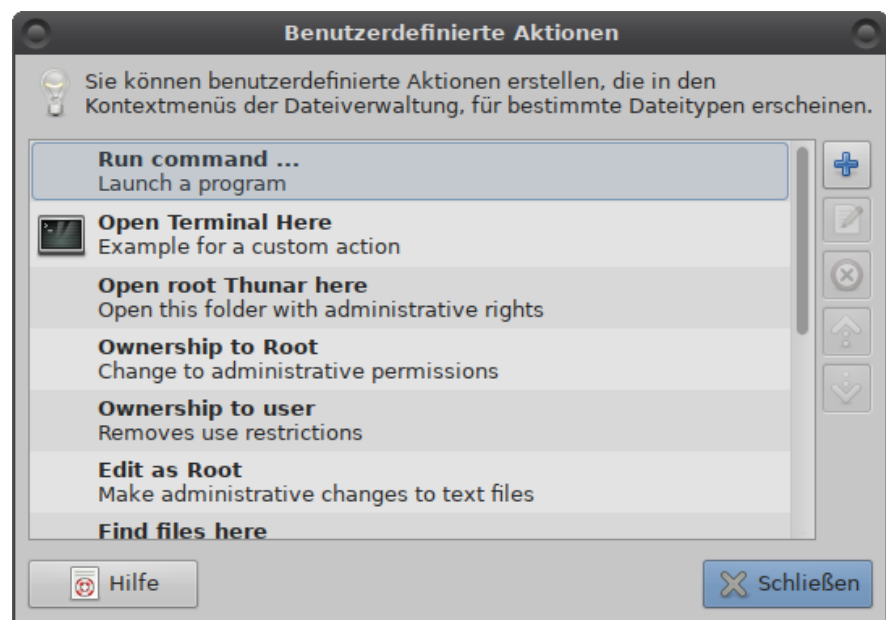 Benutzerdefinierte Aktionen
Sie können benutzerdefinierte Aktionen erstellen, die in den
Kontextmenüs der Dateiverwaltung, für bestimmte Dateitypen erscheinen.
Run command ...
Launch a program
Open Terminal Here
Example for a custom action
Open root Thunar here
Open this folder with administrative rights
Ownership to Root
Change to administrative permissions
Ownership to user
Removes use restrictions
Edit as Root
Make administrative changes to text files
Find files here
Hilfe
Schließen